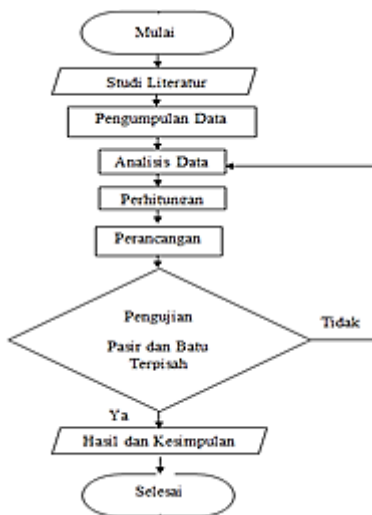 Mulai
Studi Literatur
Pengumpulan Data
Analisis Data
Perhitungan
Perancangan
Pengujian
Pasir dan Batu
Terpisah
Tidak
Ya
Hasil dan Kesimpulan
Selesai